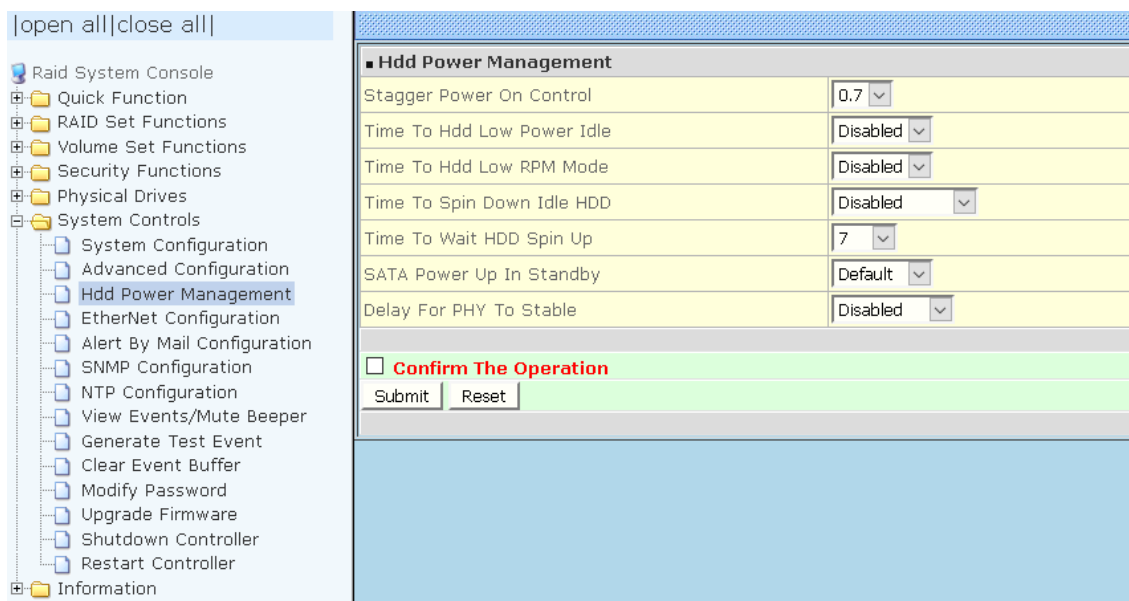 |open all|close all|
Raid System Console
Quick Function
RAID Set Functions
Volume Set Functions
Security Functions
Physical Drives
System Controls
System Configuration
Advanced Configuration
Hdd Power Management
EtherNet Configuration
Alert By Mail Configuration
SNMP Configuration
NTP Configuration
View Events/Mute Beeper
Generate Test Event
Clear Event Buffer
Modify Password
Upgrade Firmware
Shutdown Controller
Restart Controller
Information
Hdd Power Management
Stagger Power On Control 0.7
Time To Hdd Low Power Idle Disabled
Time To Hdd Low RPM Mode Disabled
Time To Spin Down Idle HDD Disabled
Time To Wait HDD Spin Up 7
SATA Power Up In Standby Default
Delay For PHY To Stable Disabled
Confirm The Operation
Submit Reset